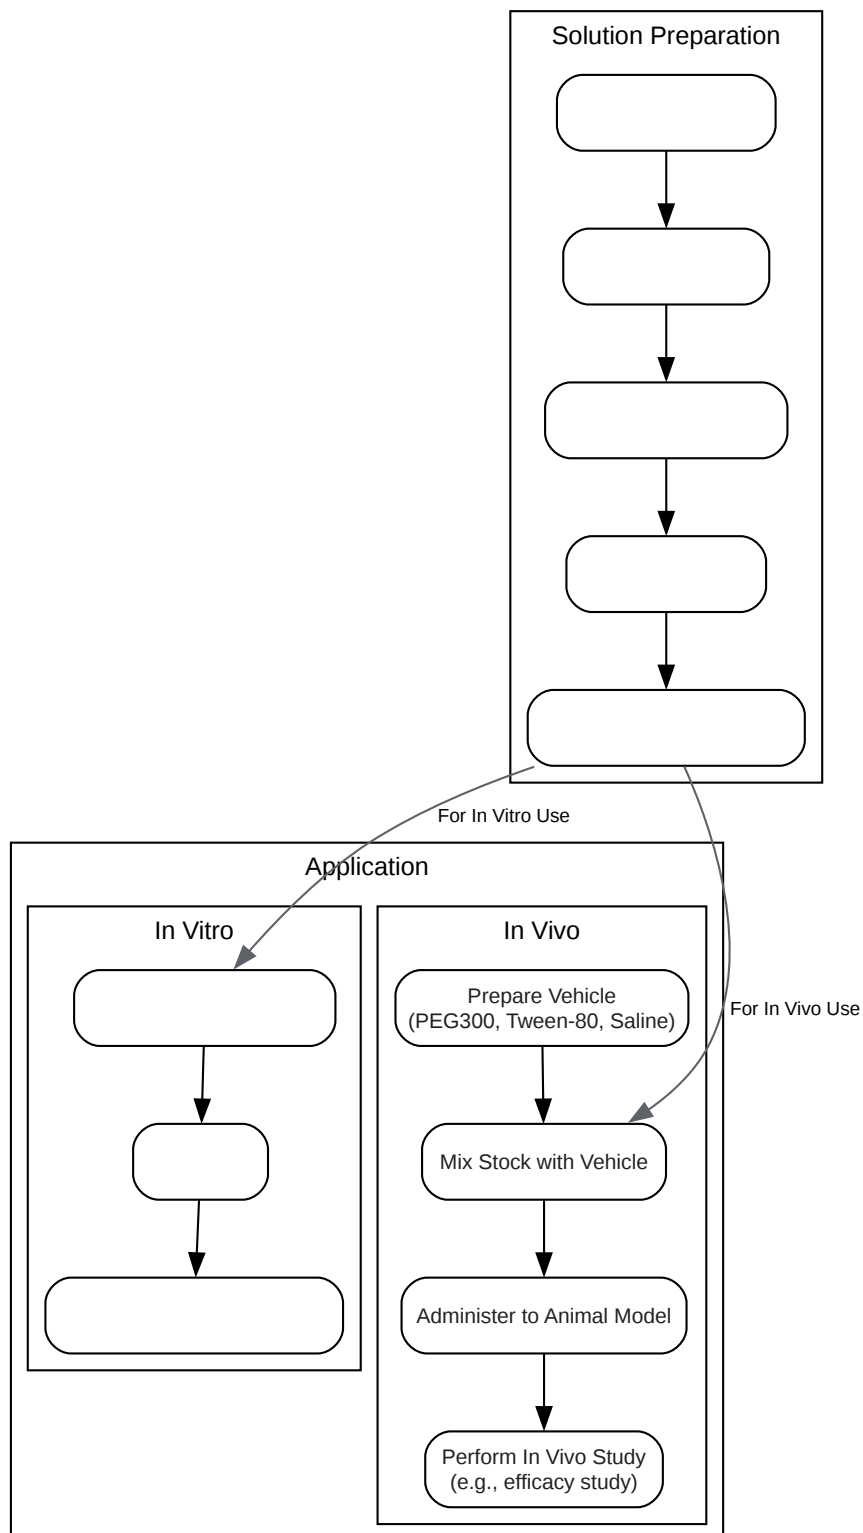 Solution Preparation
For In Vitro Use
Application
In Vitro
In Vivo
Prepare Vehicle
(PEG300, Tween-80, Saline)
For In Vivo Use
Mix Stock with Vehicle
Administer to Animal Model
Perform In Vivo Study
(e.g., efficacy study)